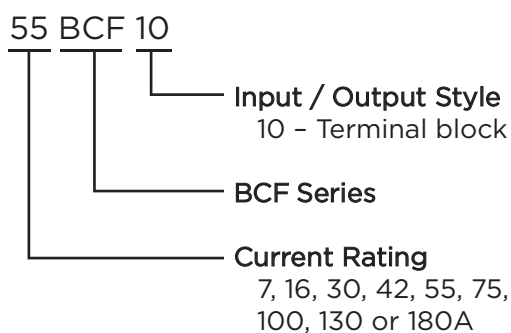 55 BCF 10
Input / Output Style
10 – Terminal block
BCF Series
Current Rating
7, 16, 30, 42, 55, 75,
100, 130 or 180A